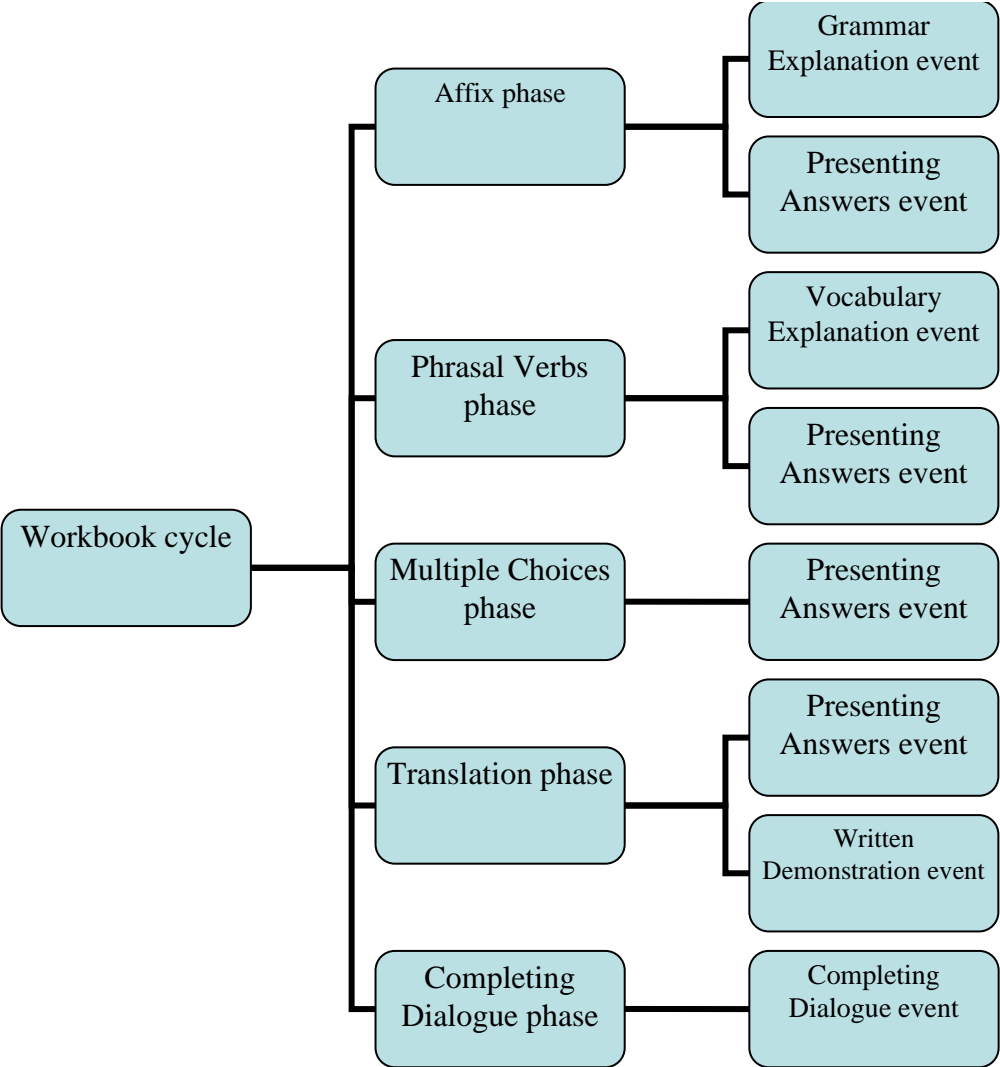 Workbook cycle
Affix phase
Grammar
Explanation event
Presenting
Answers event
Phrasal Verbs
phase
Vocabulary
Explanation event
Presenting
Answers event
Multiple Choices
phase
Presenting
Answers event
Translation phase
Presenting
Answers event
Written
Demonstration event
Completing
Dialogue phase
Completing
Dialogue event